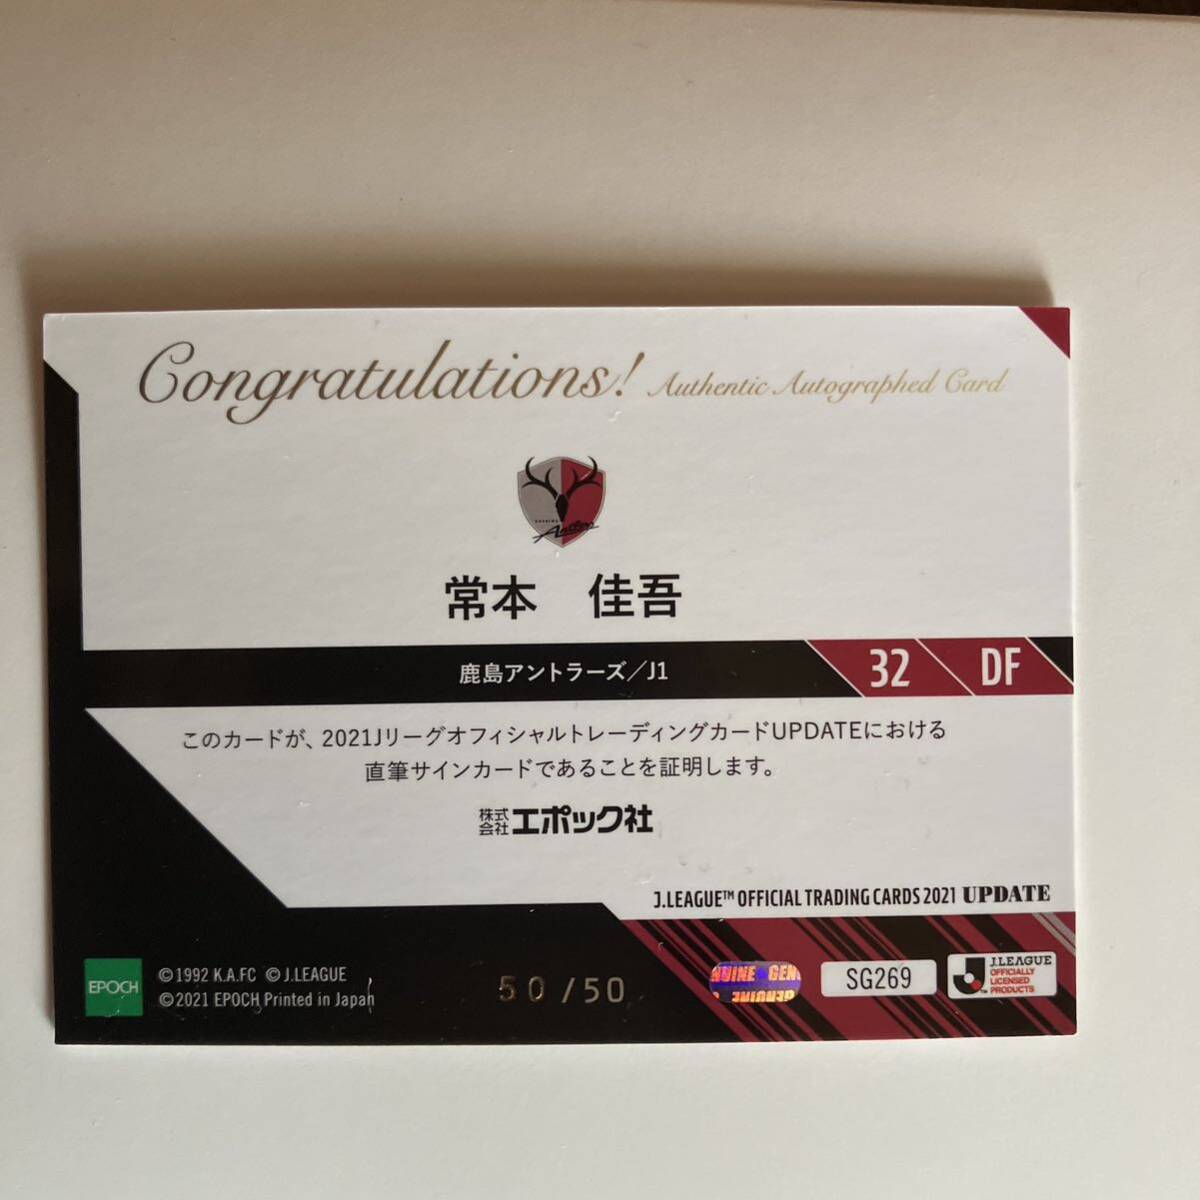 Congratulations! Authentic Autographed Card
KASHIMA
Antlers
常本　佳吾
鹿島アントラーズ／J1
32
DF
このカードが、2021JリーグオフィシャルトレーディングカードUPDATEにおける
直筆サインカードであることを証明します。
株式会社エポック社
J.LEAGUE™ OFFICIAL TRADING CARDS 2021 UPDATE
EPOCH
©1992 K.A.FC ©J.LEAGUE
©2021 EPOCH Printed in Japan
50/50
NUINE GEN
GENUINE
SG269
J.LEAGUE
OFFICIALLY
LICENSED
PRODUCTS